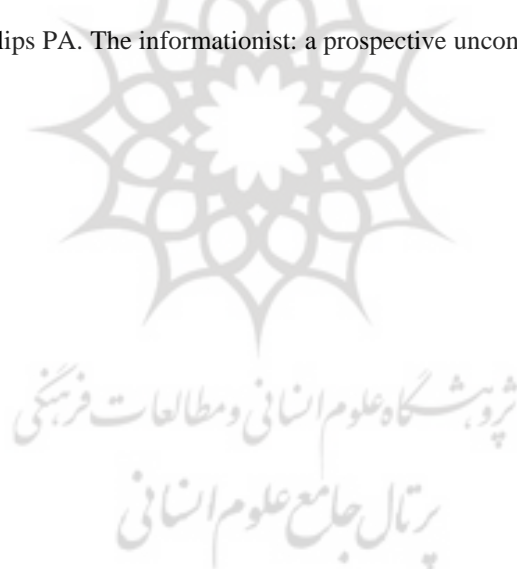 lips PA. The informationist: a prospective uncon
پژوهشگاه علوم انسانی و مطالعات فرهنگی
پرتال جامع علوم انسانی